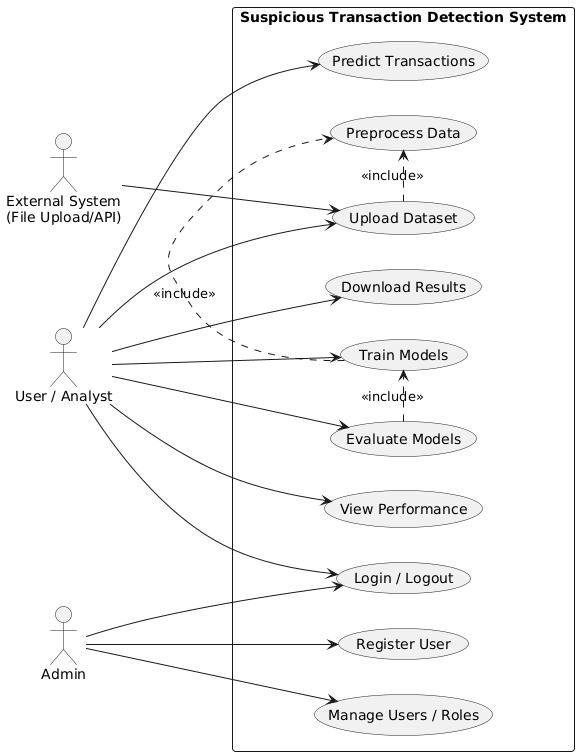 Suspicious Transaction Detection System
Predict Transactions
Preprocess Data
External System
(File Upload/API)
«include»
Upload Dataset
Download Results
«include»
Train Models
User / Analyst
«include»
Evaluate Models
View Performance
Login / Logout
Register User
Admin
Manage Users / Roles